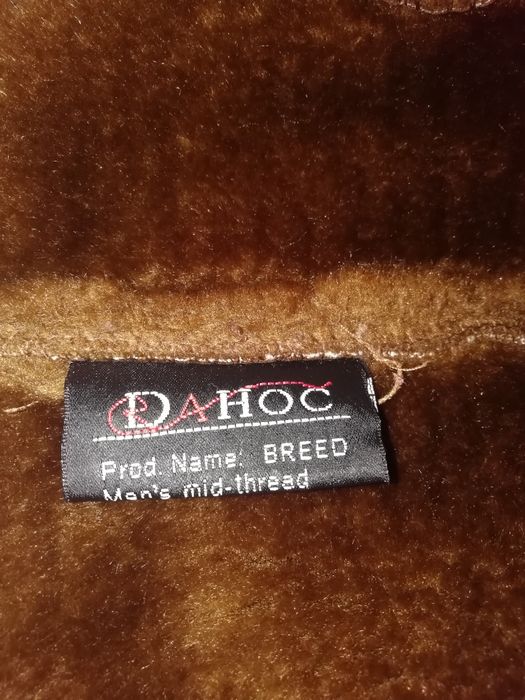 DAHOC
Prod. Name: BREED
Men's mid-thread